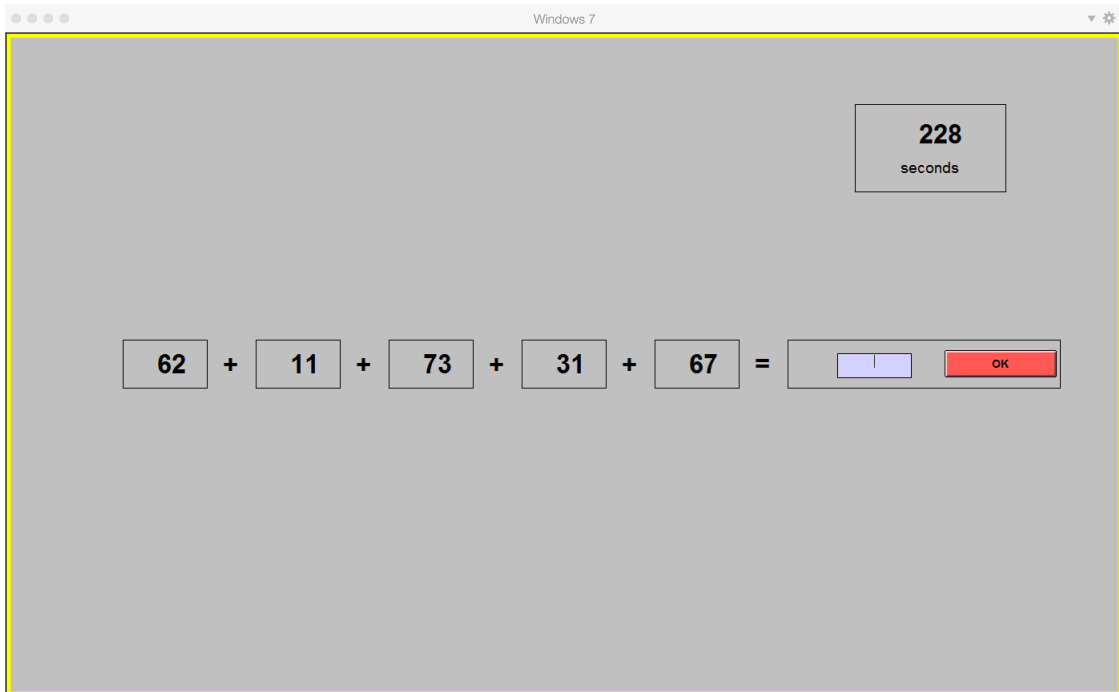 Windows 7
228
seconds
62 + 11 + 73 + 31 + 67 = OK